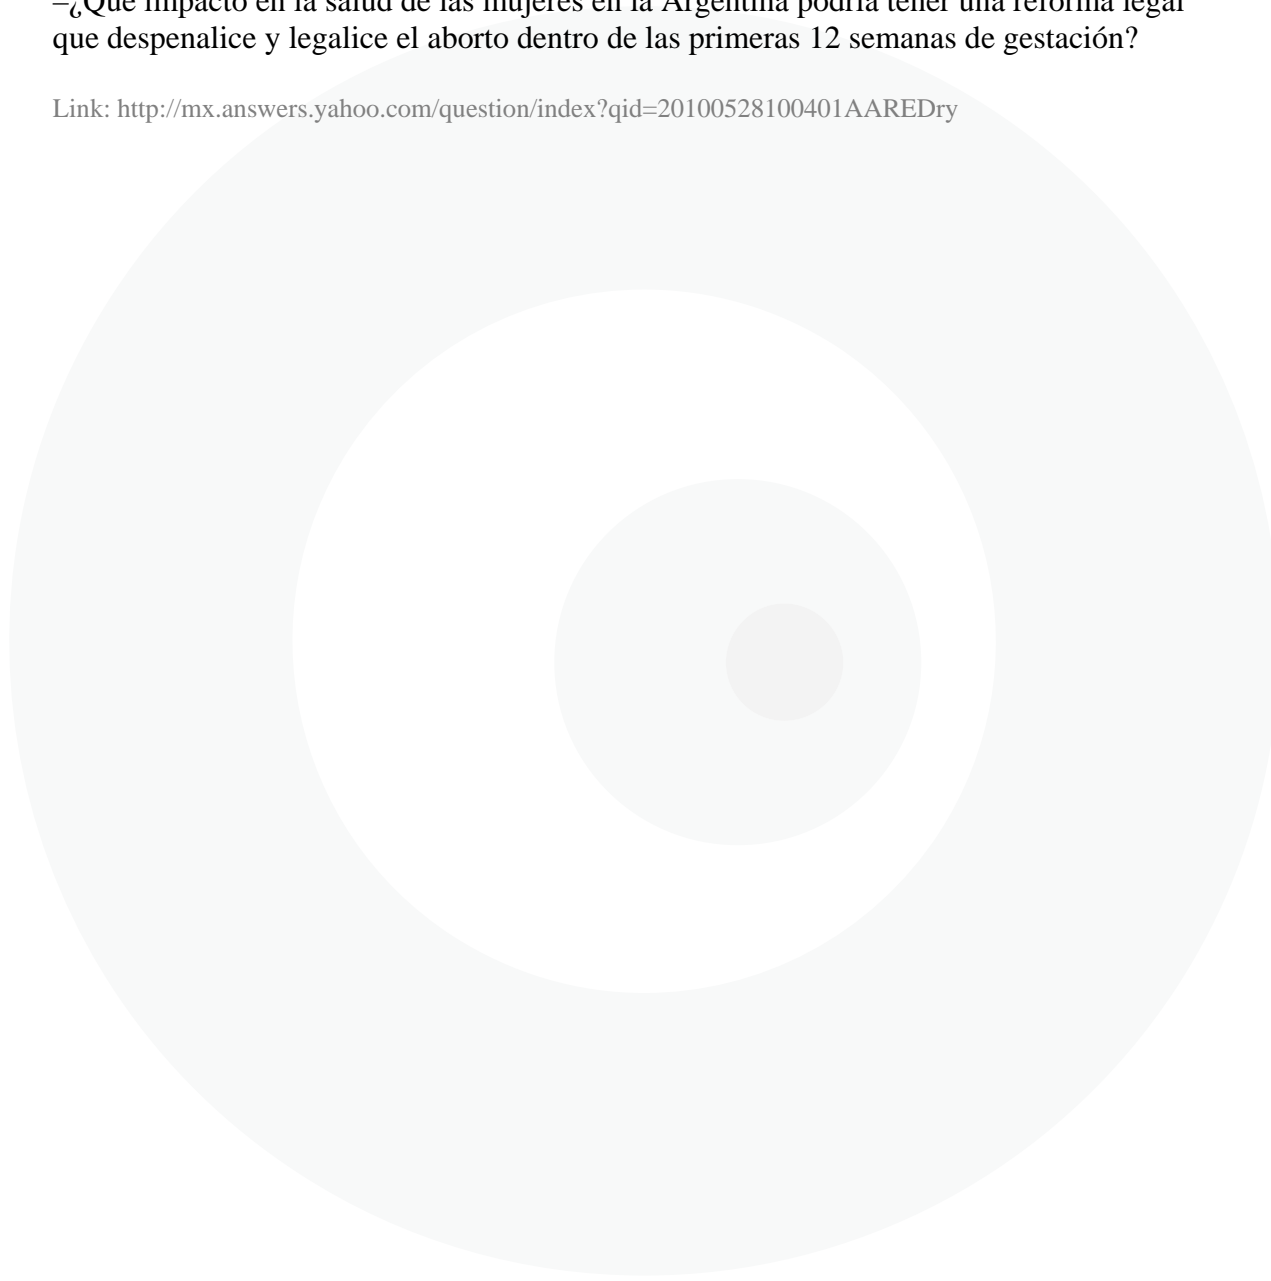 –¿Qué impacto en la salud de las mujeres en la Argentina podría tener una reforma legal
que despenalice y legalice el aborto dentro de las primeras 12 semanas de gestación?
Link: http://mx.answers.yahoo.com/question/index?qid=20100528100401AAREDry